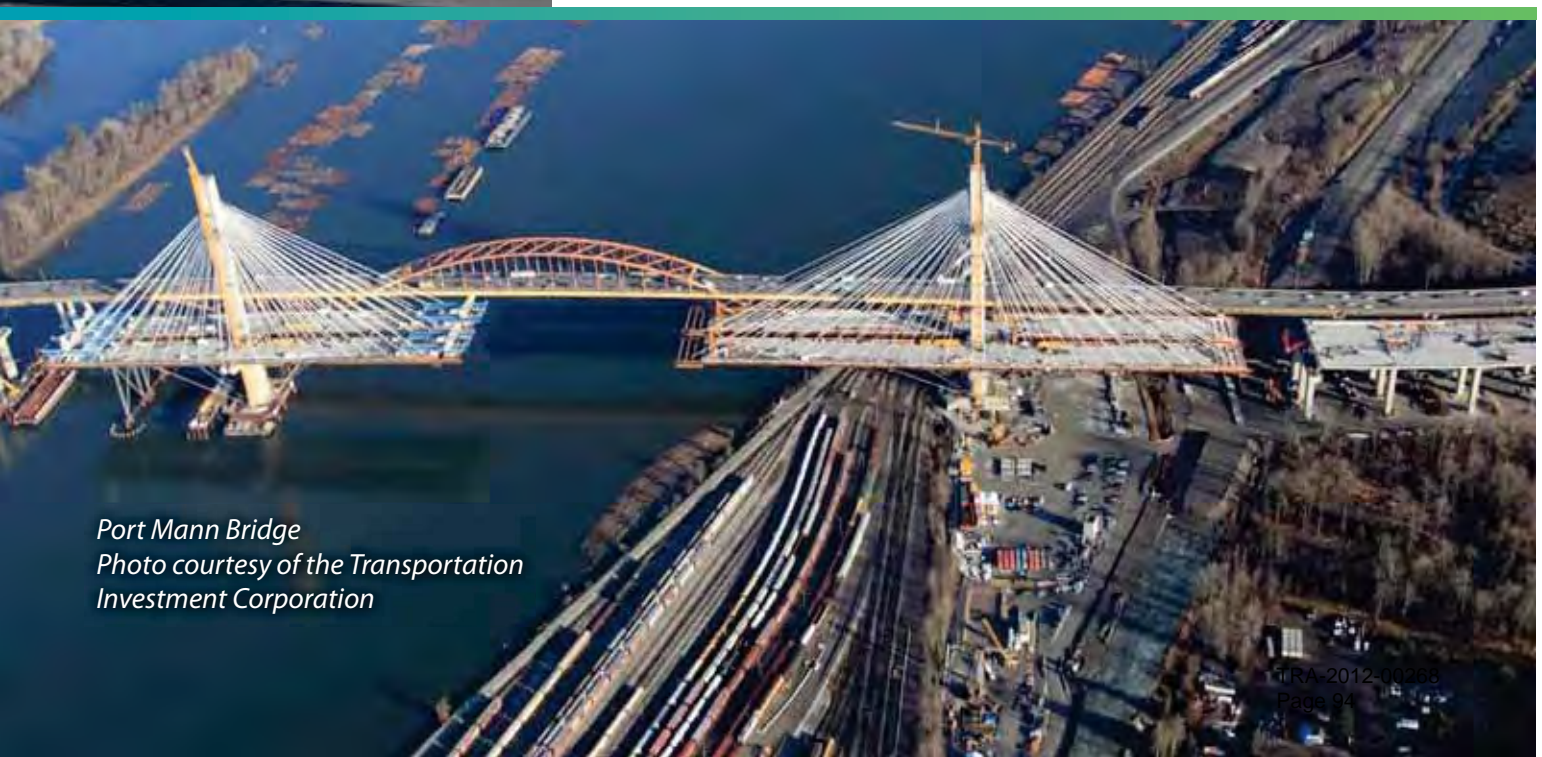 Port Mann Bridge
Photo courtesy of the Transportation
Investment Corporation
TRA-2012-00268
Page 94